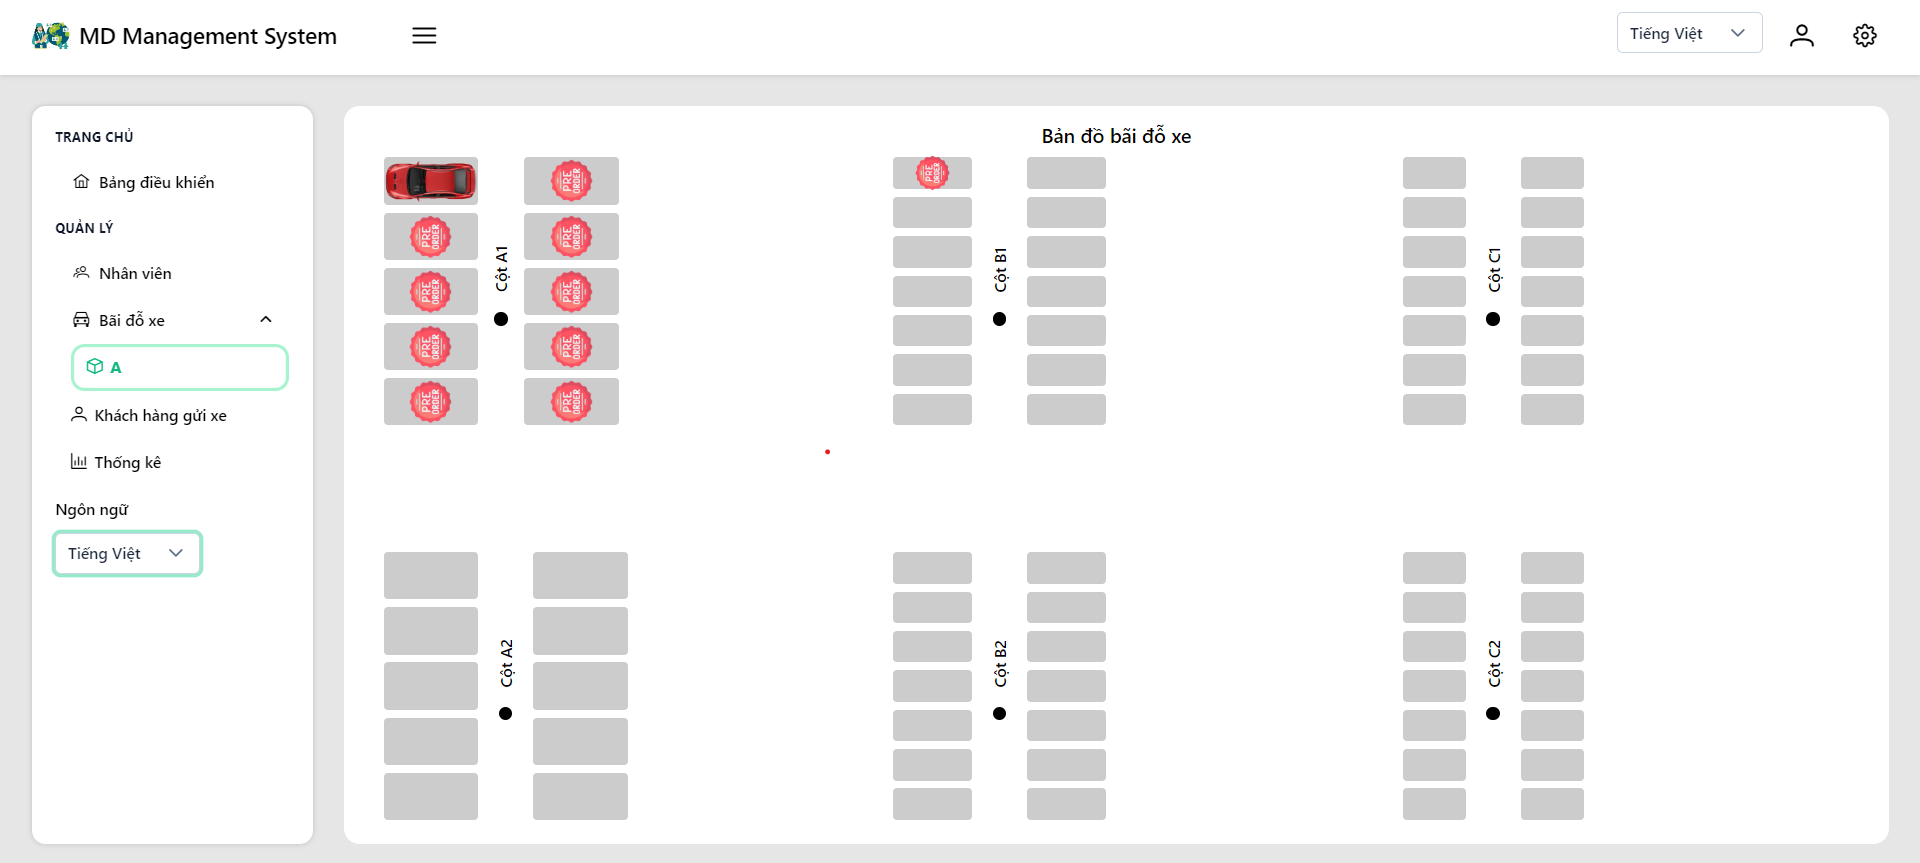 MD Management System
Tiếng Việt
TRANG CHỦ
Bảng điều khiển
QUẢN LÝ
Nhân viên
Bãi đỗ xe
A
Khách hàng gửi xe
Thống kê
Ngôn ngữ
Tiếng Việt
Bản đồ bãi đỗ xe
PRE ORDER
PRE ORDER
PRE ORDER
PRE ORDER
PRE ORDER
PRE ORDER
PRE ORDER
PRE ORDER
PRE ORDER
Cột A1
PRE ORDER
Cột B1
Cột C1
Cột A2
Cột B2
Cột C2